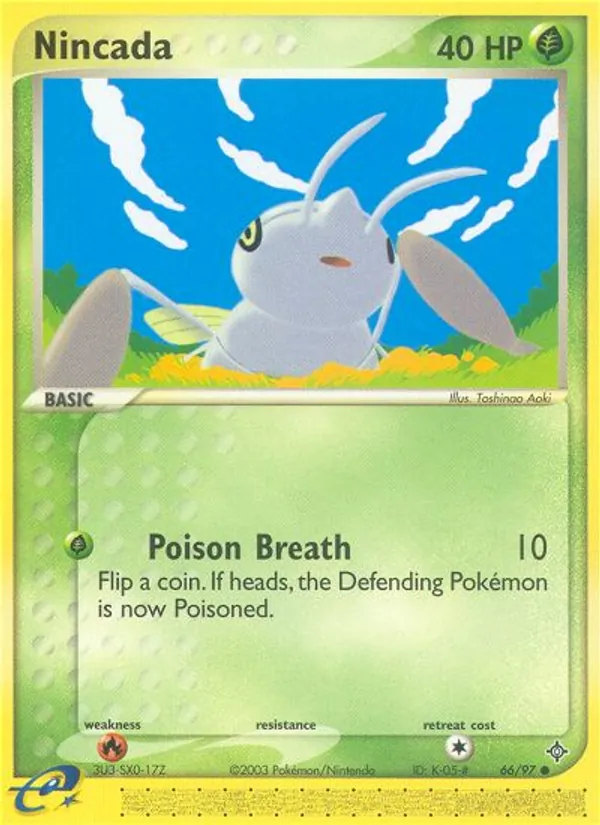 Nincada 40 HP
BASIC Illus. Toshinao Aoki
Poison Breath 10
Flip a coin. If heads, the Defending Pokémon
is now Poisoned.
weakness resistance retreat cost
3U3-SX0-17Z ©2003 Pokémon/Nintendo ID: K-05-# 66/97
e